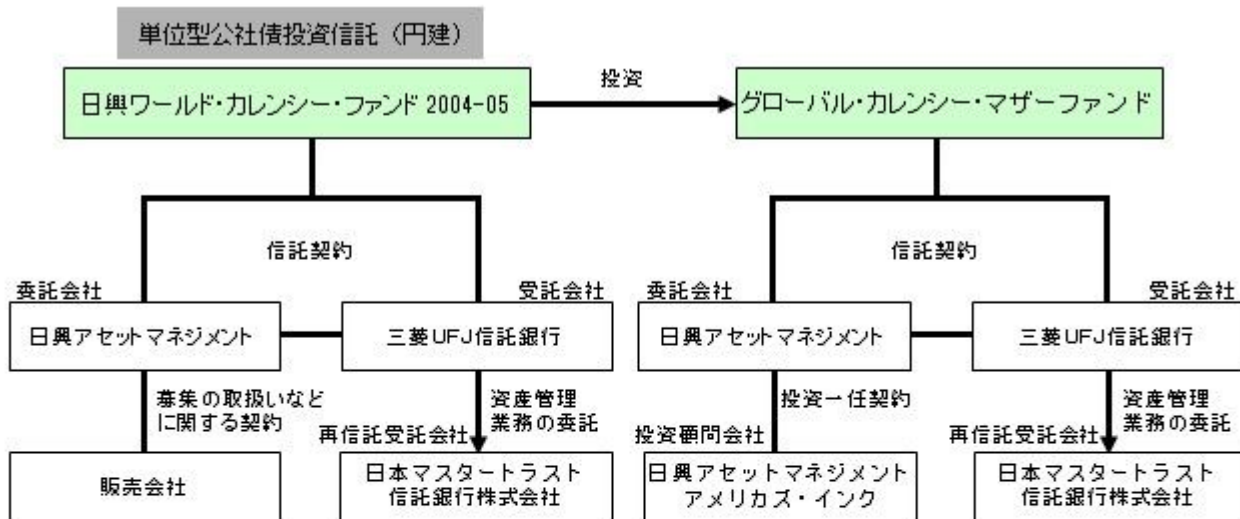 単位型公社債投資信託（円建）
日興ワールド・カレンシー・ファンド 2004-05
投資
グローバル・カレンシー・マザーファンド
信託契約
信託契約
委託会社
受託会社
委託会社
受託会社
日興アセットマネジメント
三菱UFJ信託銀行
日興アセットマネジメント
三菱UFJ信託銀行
募集の取扱いなど
に関する契約
資産管理
業務の委託
投資一任契約
資産管理
業務の委託
再信託受託会社
投資顧問会社
再信託受託会社
販売会社
日本マスタートラスト
信託銀行株式会社
日興アセットマネジメント
アメリカズ・インク
日本マスタートラスト
信託銀行株式会社